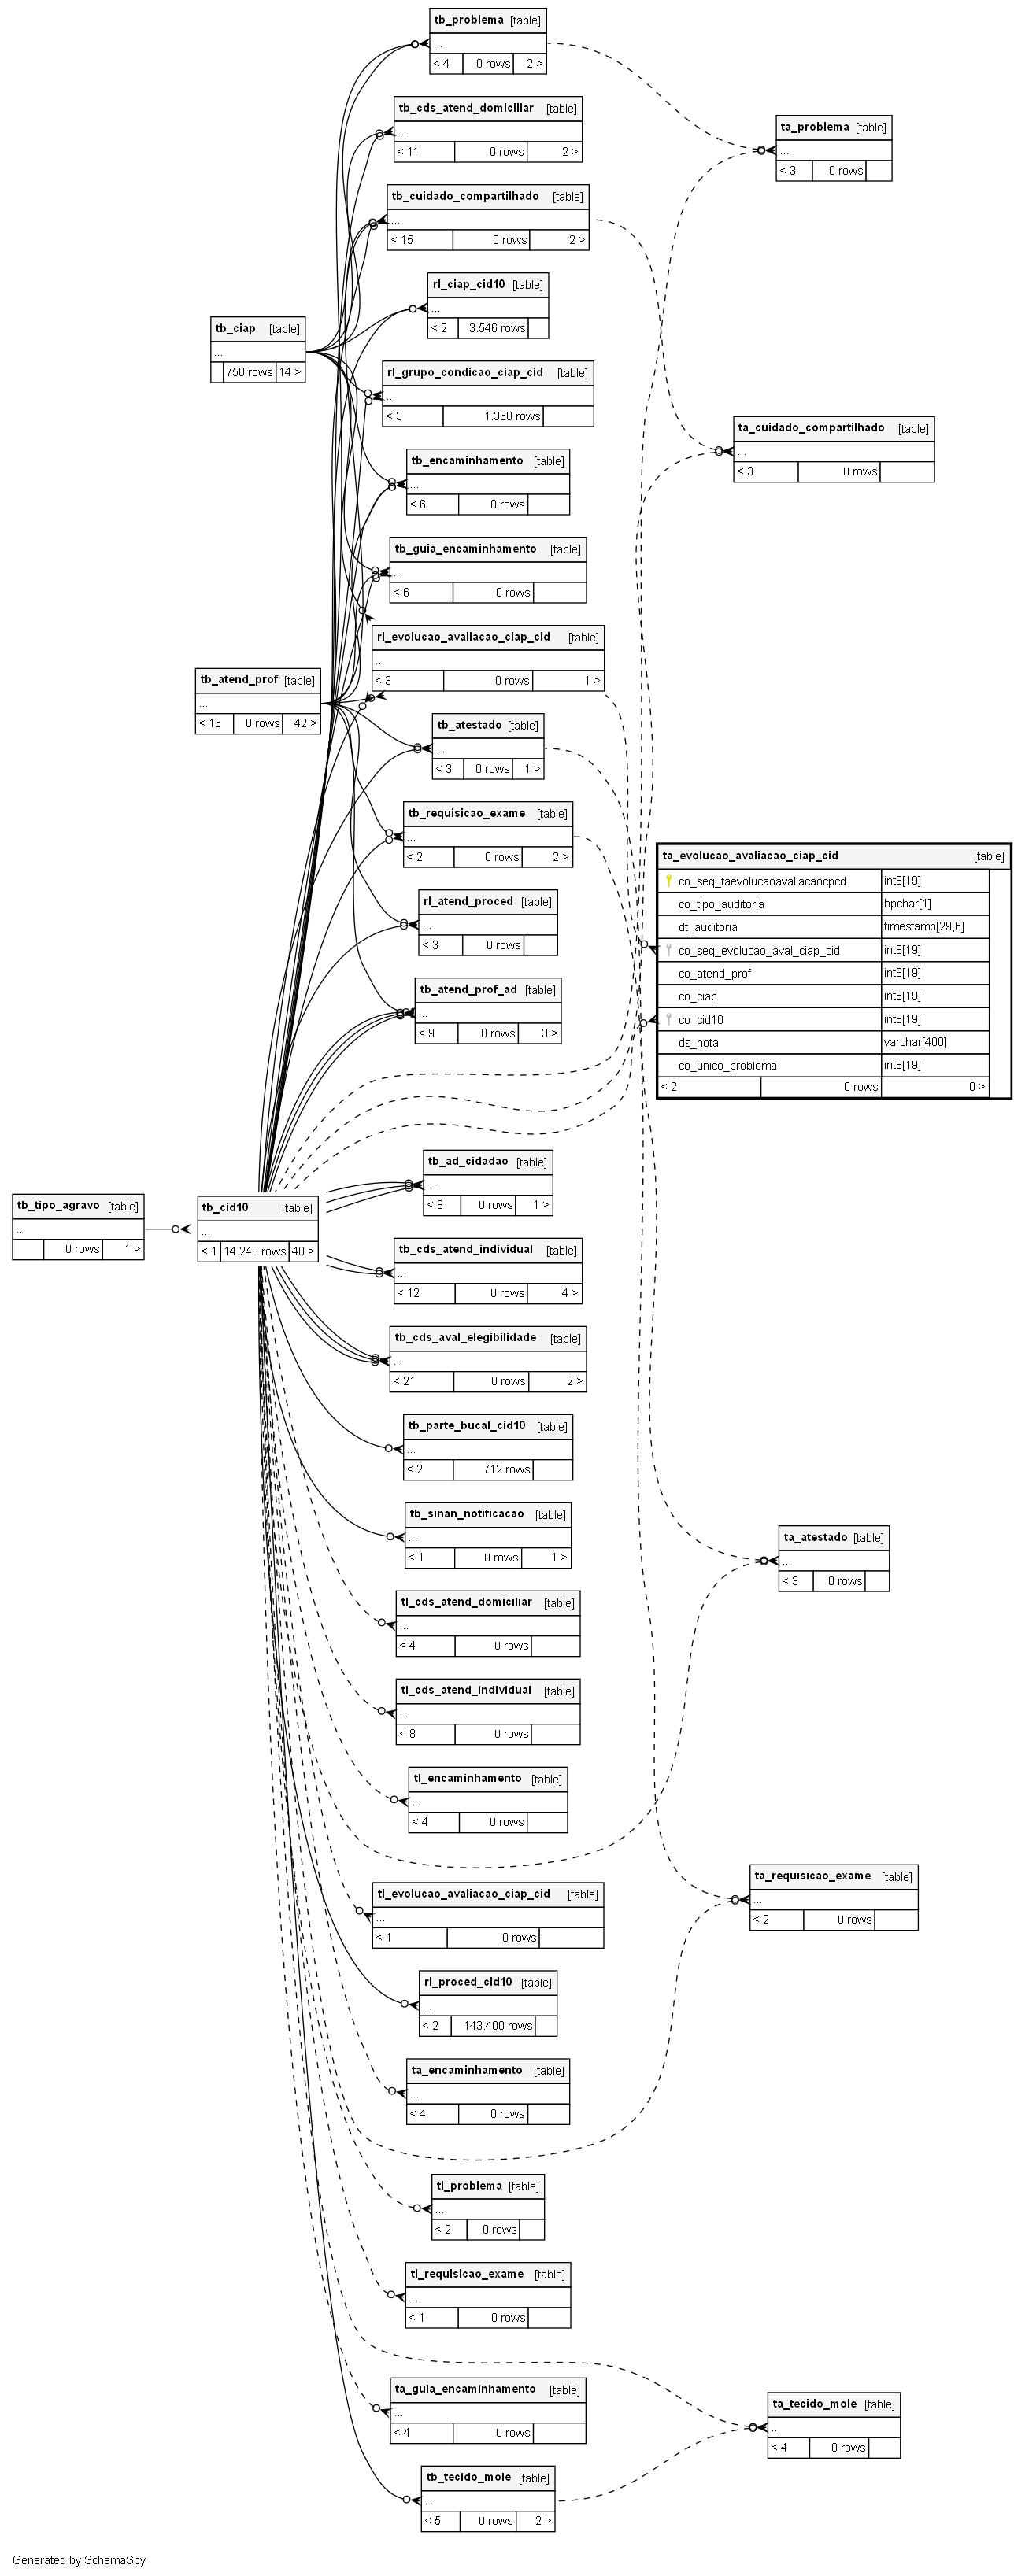 tb_problema [table]
...
< 4 0 rows 2 >
tb_cds_atend_domiciliar [table]
...
< 11 0 rows 2 >
ta_problema [table]
...
< 3 0 rows
tb_cuidado_compartilhado [table]
...
< 15 0 rows 2 >
rl_ciap_cid10 [table]
...
< 2 3.546 rows
tb_ciap [table]
...
750 rows 14 >
rl_grupo_condicao_ciap_cid [table]
...
< 3 1.360 rows
ta_cuidado_compartilhado [table]
...
< 3 0 rows
tb_encaminhamento [table]
...
< 6 0 rows
tb_guia_encaminhamento [table]
...
< 6 0 rows
rl_evolucao_avaliacao_ciap_cid [table]
...
< 3 0 rows 1 >
tb_atend_prof [table]
...
< 16 0 rows 42 >
tb_atestado [table]
...
< 3 0 rows 1 >
tb_requisicao_exame [table]
...
< 2 0 rows 2 >
ta_evolucao_avaliacao_ciap_cid [table]
co_seq_taevolucaoavaliacaocpcd int8[19]
co_tipo_auditoria bpchar[1]
dt_auditoria timestamp[29,6]
co_seq_evolucao_aval_ciap_cid int8[19]
co_atend_prof int8[19]
co_ciap int8[19]
co_cid10 int8[19]
ds_nota varchar[400]
co_unico_problema int8[19]
< 2 0 rows 0 >
rl_atend_proced [table]
...
< 3 0 rows
tb_atend_prof_ad [table]
...
< 9 0 rows 3 >
tb_ad_cidadao [table]
...
< 8 0 rows 1 >
tb_tipo_agravo [table]
...
0 rows 1 >
tb_cid10 [table]
...
< 1 14.240 rows 40 >
tb_cds_atend_individual [table]
...
< 12 0 rows 4 >
tb_cds_aval_elegibilidade [table]
...
< 21 0 rows 2 >
tb_parte_bucal_cid10 [table]
...
< 2 712 rows
tb_sinan_notificacao [table]
...
< 1 0 rows 1 >
ta_atestado [table]
...
< 3 0 rows
tl_cds_atend_domiciliar [table]
...
< 4 0 rows
tl_cds_atend_individual [table]
...
< 8 0 rows
tl_encaminhamento [table]
...
< 4 0 rows
ta_requisicao_exame [table]
...
< 2 0 rows
tl_evolucao_avaliacao_ciap_cid [table]
...
< 1 0 rows
rl_proced_cid10 [table]
...
< 2 143.400 rows
ta_encaminhamento [table]
...
< 4 0 rows
tl_problema [table]
...
< 2 0 rows
tl_requisicao_exame [table]
...
< 1 0 rows
ta_guia_encaminhamento [table]
...
< 4 0 rows
ta_tecido_mole [table]
...
< 4 0 rows
tb_tecido_mole [table]
...
< 5 0 rows 2 >
Generated by SchemaSpy